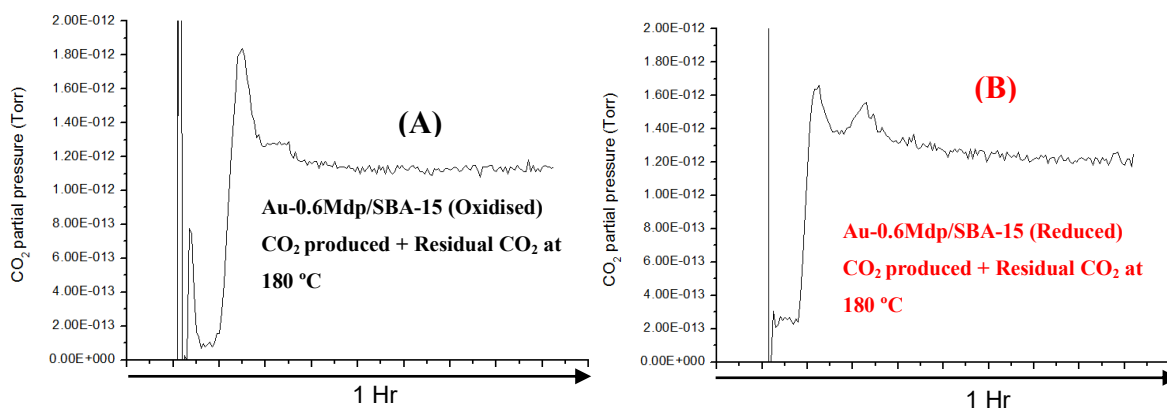 2.00E-012
1.80E-012
1.60E-012
1.40E-012
1.20E-012
1.00E-012
8.00E-013
6.00E-013
4.00E-013
2.00E-013
0.00E+000
CO₂ partial pressure (Torr)
(A)
Au-0.6Mdp/SBA-15 (Oxidised)
CO₂ produced + Residual CO₂ at
180 ºC
1 Hr
2.00E-012
1.80E-012
1.60E-012
1.40E-012
1.20E-012
1.00E-012
8.00E-013
6.00E-013
4.00E-013
2.00E-013
0.00E+000
CO₂ partial pressure (Torr)
(B)
Au-0.6Mdp/SBA-15 (Reduced)
CO₂ produced + Residual CO₂ at
180 ºC
1 Hr